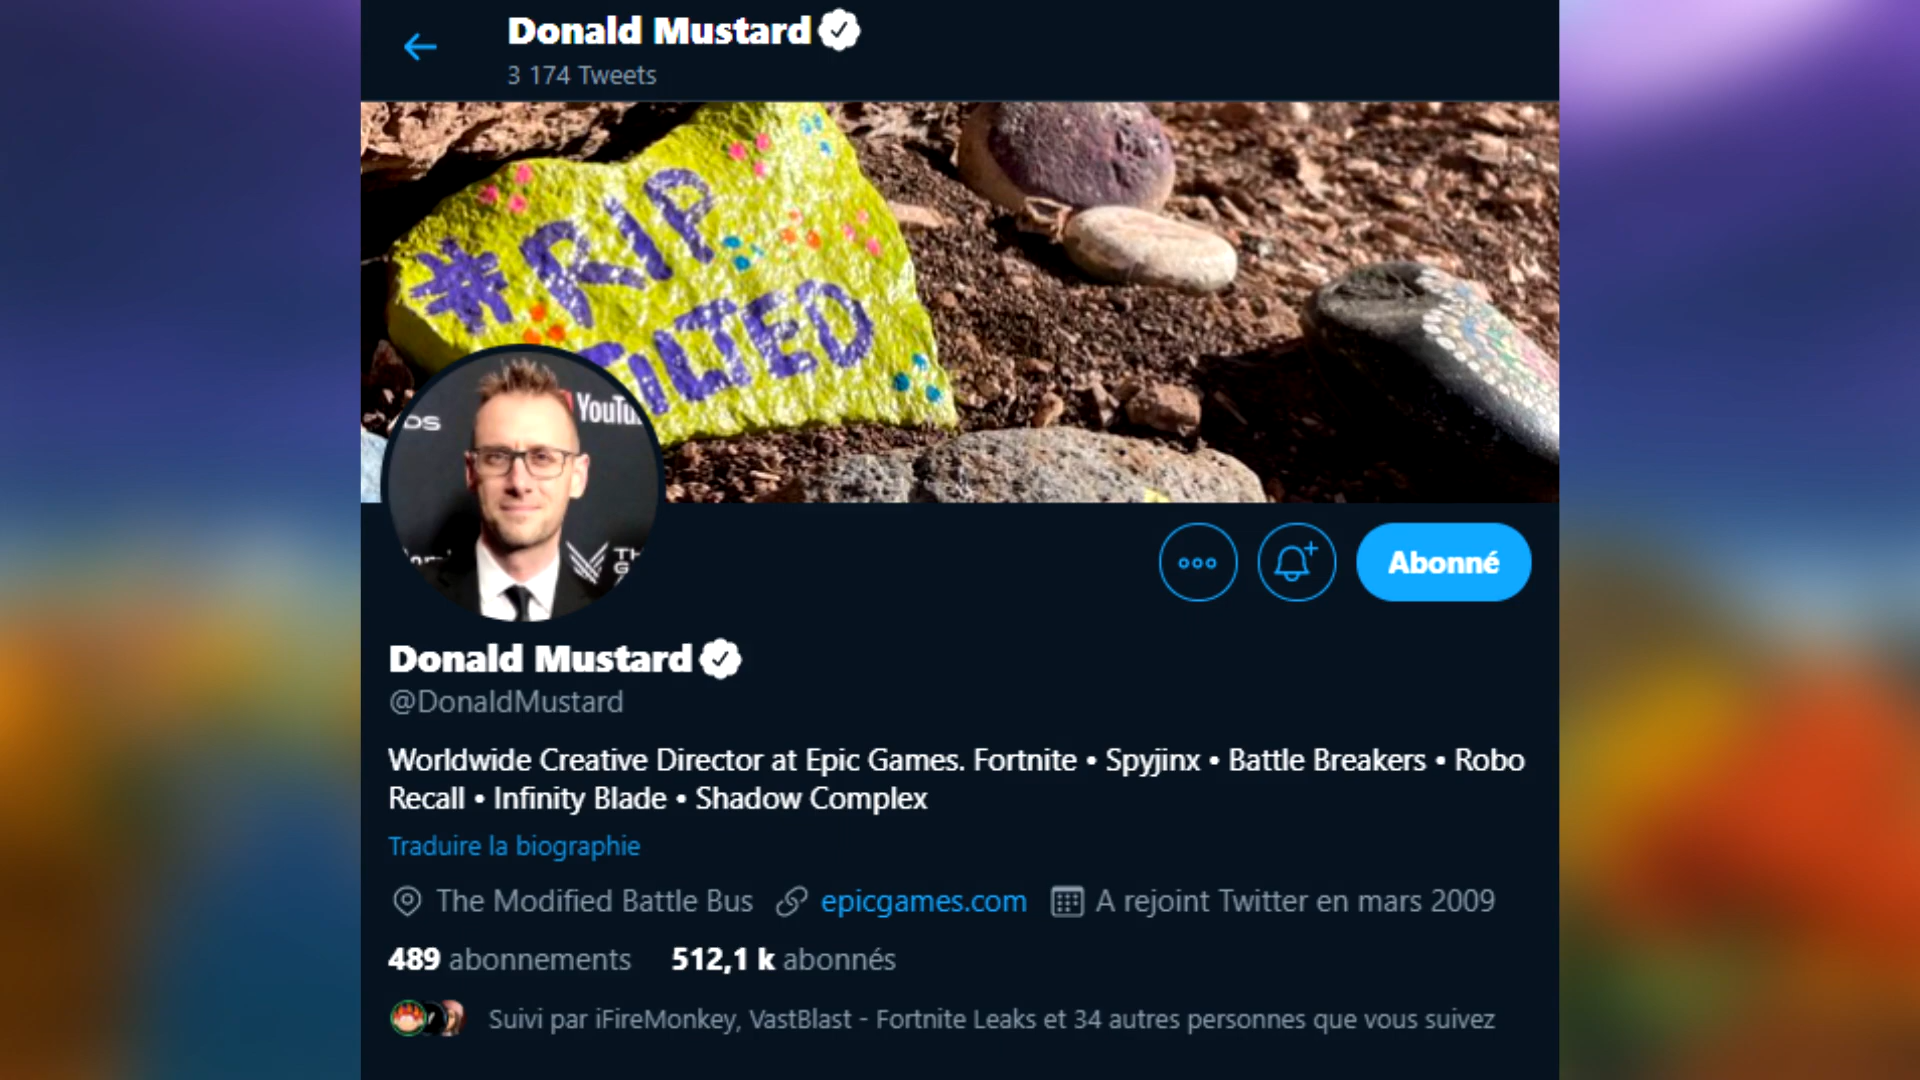 Donald Mustard
3 174 Tweets
#RIP
TILTED
YouTu
DS
TH
G
Abonné
Donald Mustard
@DonaldMustard
Worldwide Creative Director at Epic Games. Fortnite • Spyjinx • Battle Breakers • Robo
Recall • Infinity Blade • Shadow Complex
Traduire la biographie
The Modified Battle Bus epicgames.com A rejoint Twitter en mars 2009
489 abonnements 512,1 k abonnés
Suivi par iFireMonkey, VastBlast - Fortnite Leaks et 34 autres personnes que vous suivez